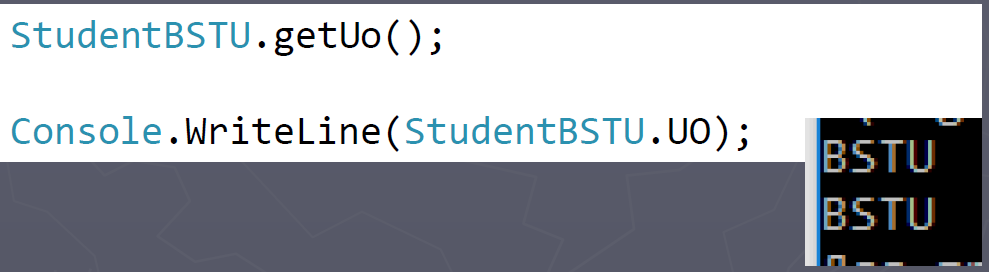 StudentBSTU.getUo();
Console.WriteLine(StudentBSTU.UO);
BSTU
BSTU